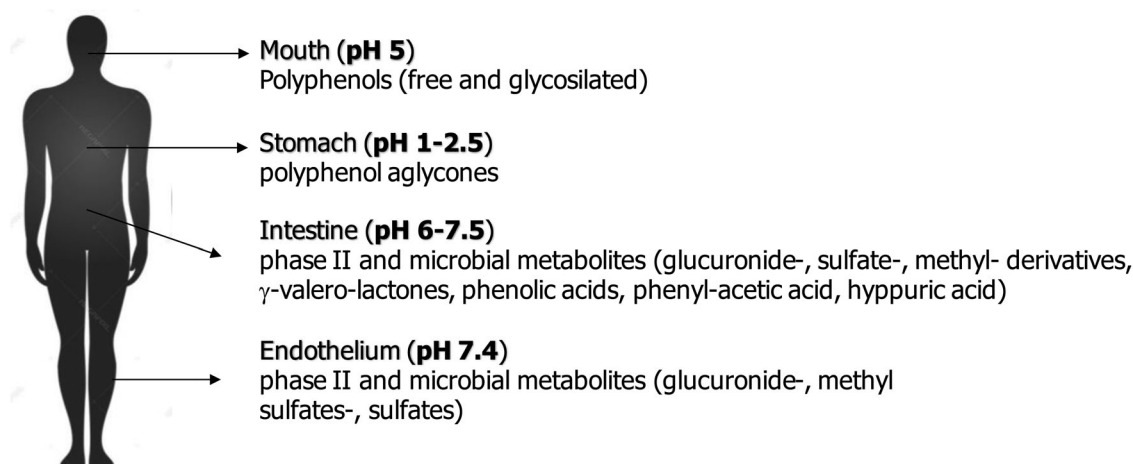 Mouth (pH 5)
Polyphenols (free and glycosilated)
Stomach (pH 1-2.5)
polyphenol aglycones
Intestine (pH 6-7.5)
phase II and microbial metabolites (glucuronide-, sulfate-, methyl- derivatives,
γ-valero-lactones, phenolic acids, phenyl-acetic acid, hyppuric acid)
Endothelium (pH 7.4)
phase II and microbial metabolites (glucuronide-, methyl
sulfates-, sulfates)